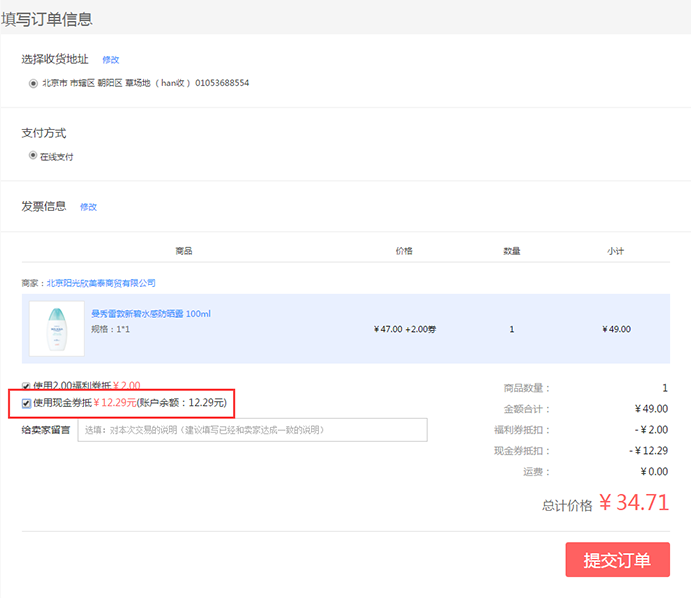 填写订单信息
选择收货地址 修改
北京市 市辖区 朝阳区 草场地 （ han收 ） 01053688554
支付方式
在线支付
发票信息 修改
商品 价格 数量 小计
商家：北京阳光欣美泰商贸有限公司
曼秀雷敦新碧水感防晒露 100ml
规格：1*1
￥47.00 +2.00券 1 ￥49.00
使用2.00福利券抵￥2.00
使用现金券抵￥12.29元(账户余额：12.29元)
给卖家留言 选填：对本次交易的说明（建议填写已经和卖家达成一致的说明）
商品数量： 1
金额合计： ￥49.00
福利券抵扣： -￥2.00
现金券抵扣： -￥12.29
运费： ￥0.00
总计价格 ￥34.71
提交订单